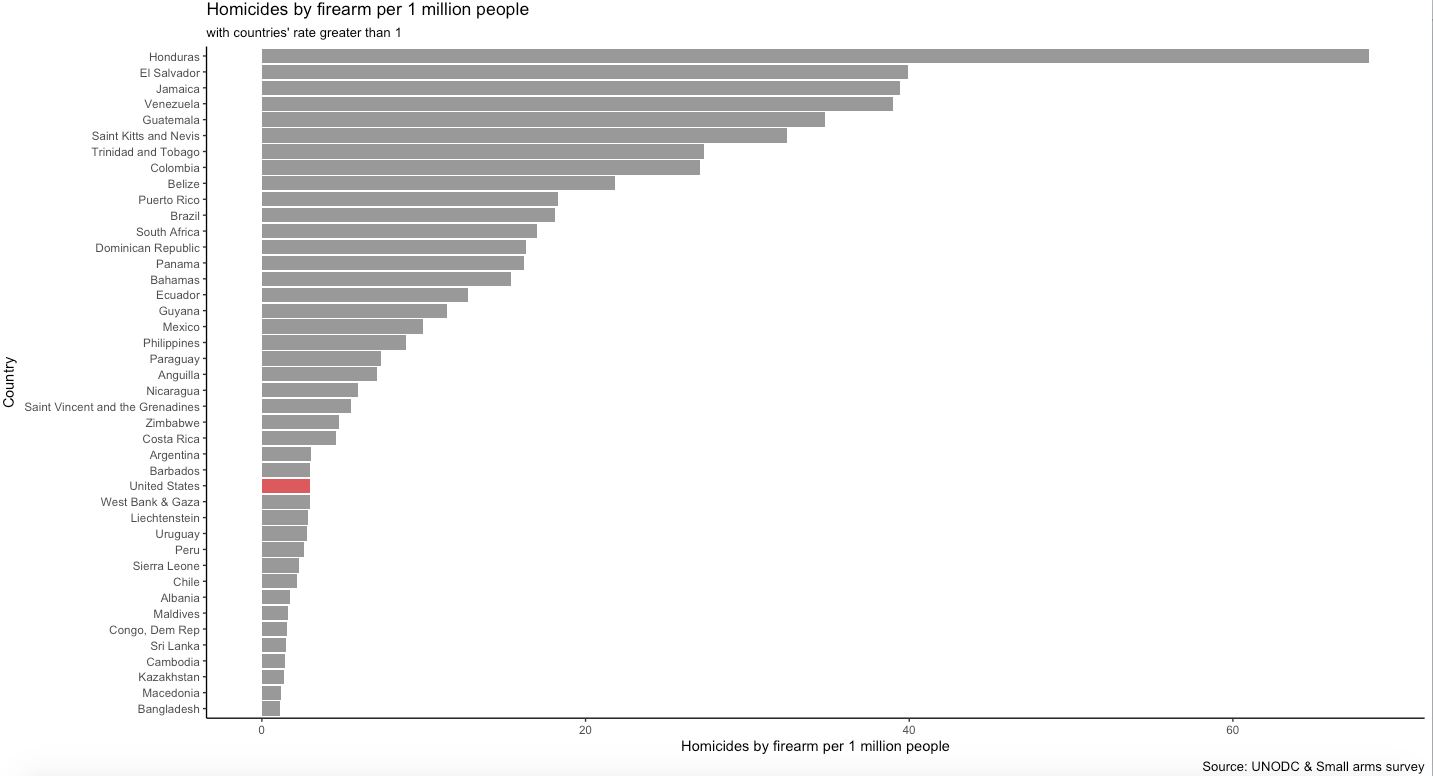 Homicides by firearm per 1 million people
with countries' rate greater than 1
Country
Honduras
El Salvador
Jamaica
Venezuela
Guatemala
Saint Kitts and Nevis
Trinidad and Tobago
Colombia
Belize
Puerto Rico
Brazil
South Africa
Dominican Republic
Panama
Bahamas
Ecuador
Guyana
Mexico
Philippines
Paraguay
Anguilla
Nicaragua
Saint Vincent and the Grenadines
Zimbabwe
Costa Rica
Argentina
Barbados
United States
West Bank & Gaza
Liechtenstein
Uruguay
Peru
Sierra Leone
Chile
Albania
Maldives
Congo, Dem Rep
Sri Lanka
Cambodia
Kazakhstan
Macedonia
Bangladesh
0 20 40 60
Homicides by firearm per 1 million people
Source: UNODC & Small arms survey